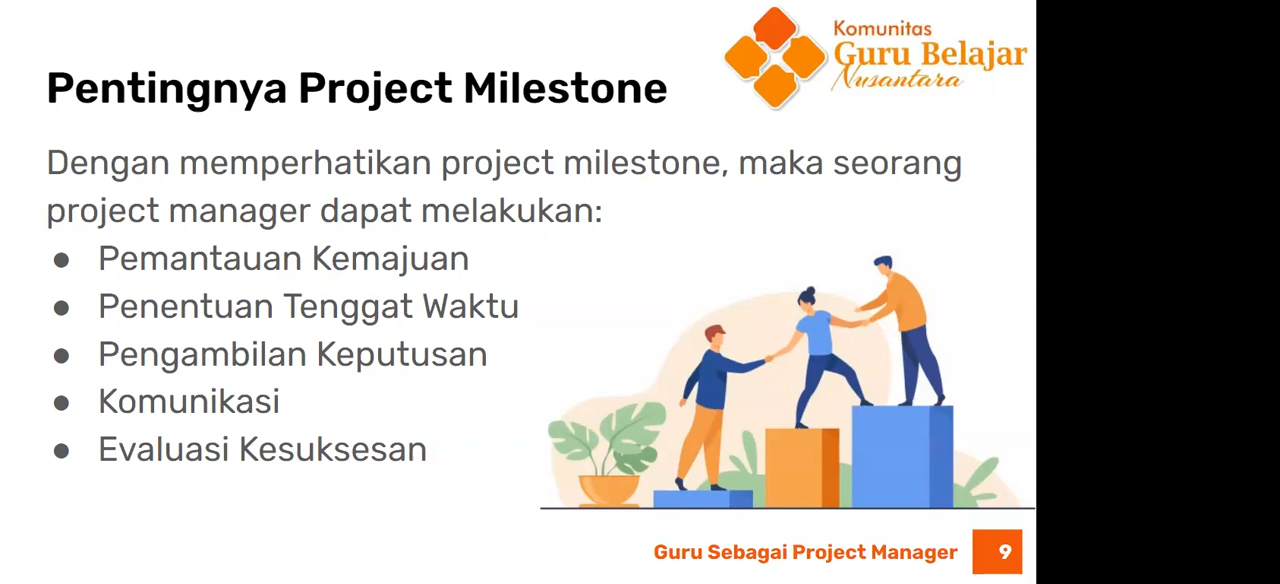 Komunitas
Guru Belajar
Nusantara
Pentingnya Project Milestone
Dengan memperhatikan project milestone, maka seorang
project manager dapat melakukan:
● Pemantauan Kemajuan
● Penentuan Tenggat Waktu
● Pengambilan Keputusan
● Komunikasi
● Evaluasi Kesuksesan
Guru Sebagai Project Manager 9